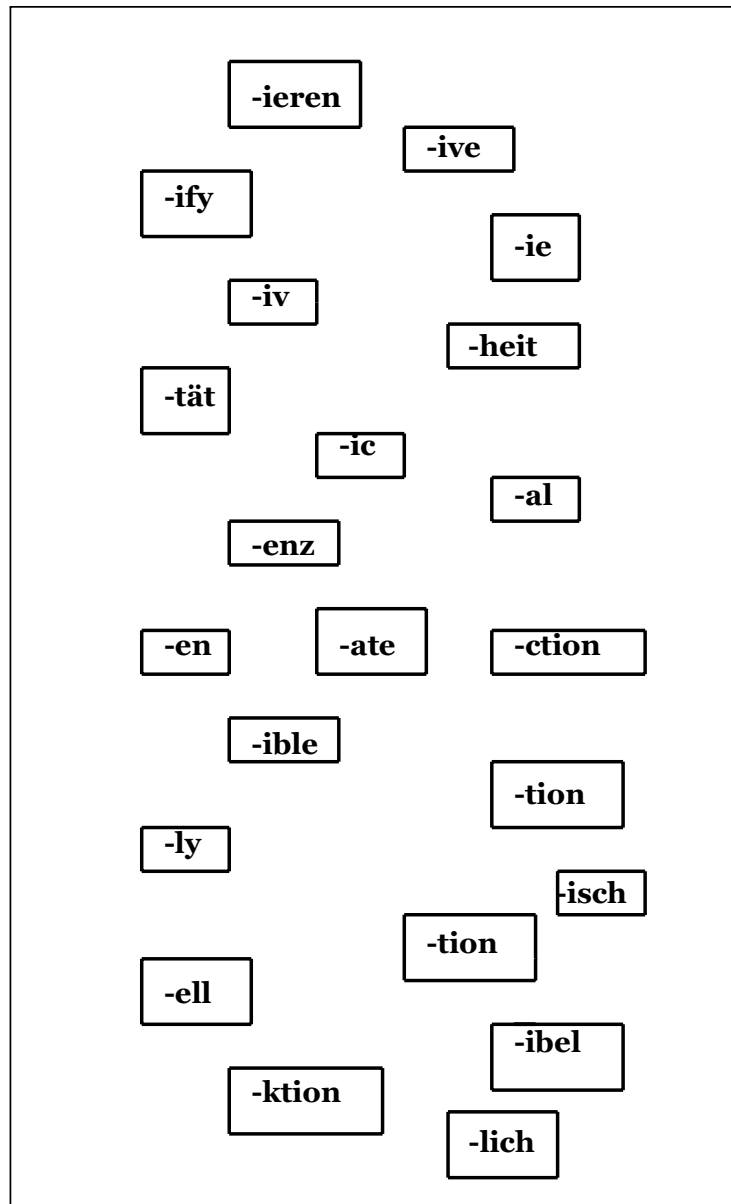 -ieren
-ive
-ify
-ie
-iv
-heit
-tät
-ic
-al
-enz
-en
-ate
-ction
-ible
-tion
-ly
-isch
-tion
-ell
-ibel
-ktion
-lich